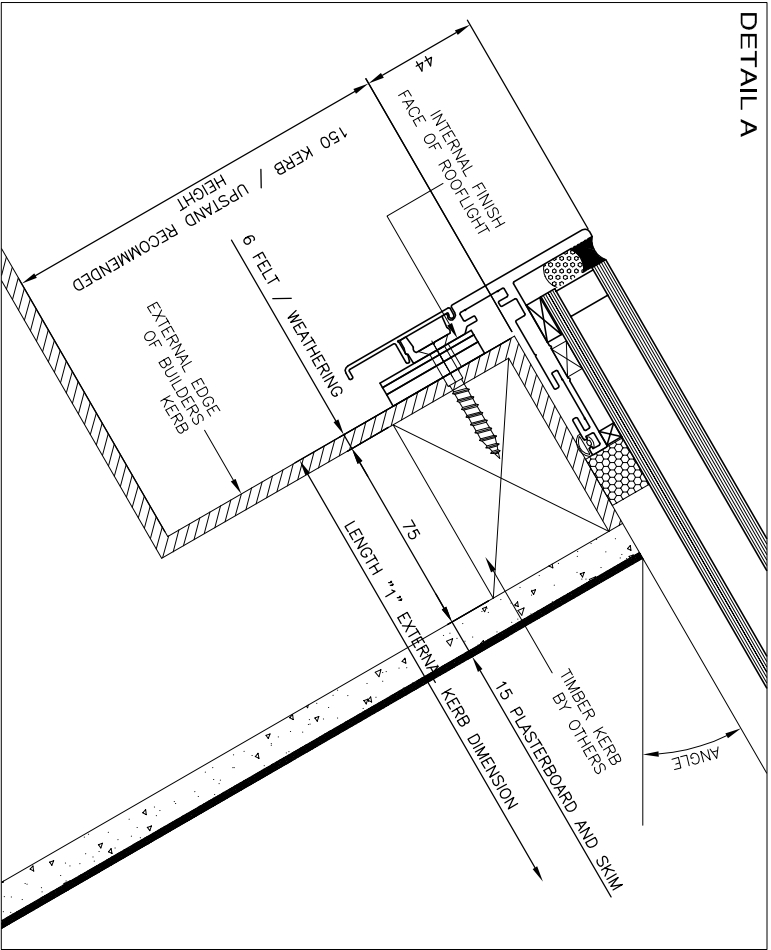 DETAIL A
44
INTERNAL FINISH
FACE OF ROOFLIGHT
150 KERB / UPSTAND RECOMMENDED
HEIGHT
6 FELT / WEATHERING
EXTERNAL EDGE
OF BUILDERS
KERB
75
LENGTH "1" EXTERNAL KERB DIMENSION
15 PLASTERBOARD AND SKIM
TIMBER KERB
BY OTHERS
ANGLE